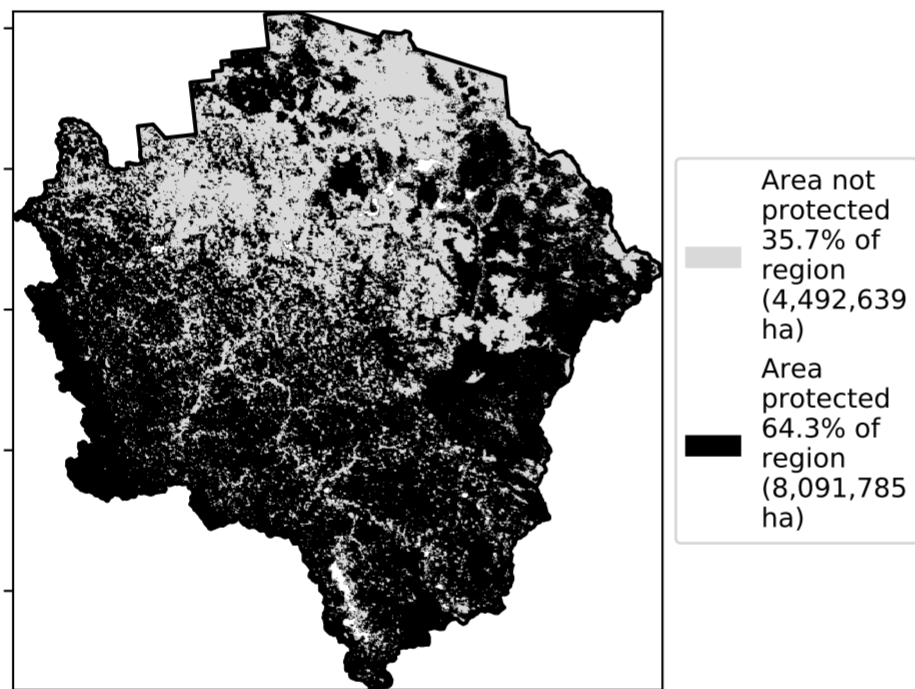 Area not
protected
35.7% of
region
(4,492,639
ha)
Area
protected
64.3% of
region
(8,091,785
ha)